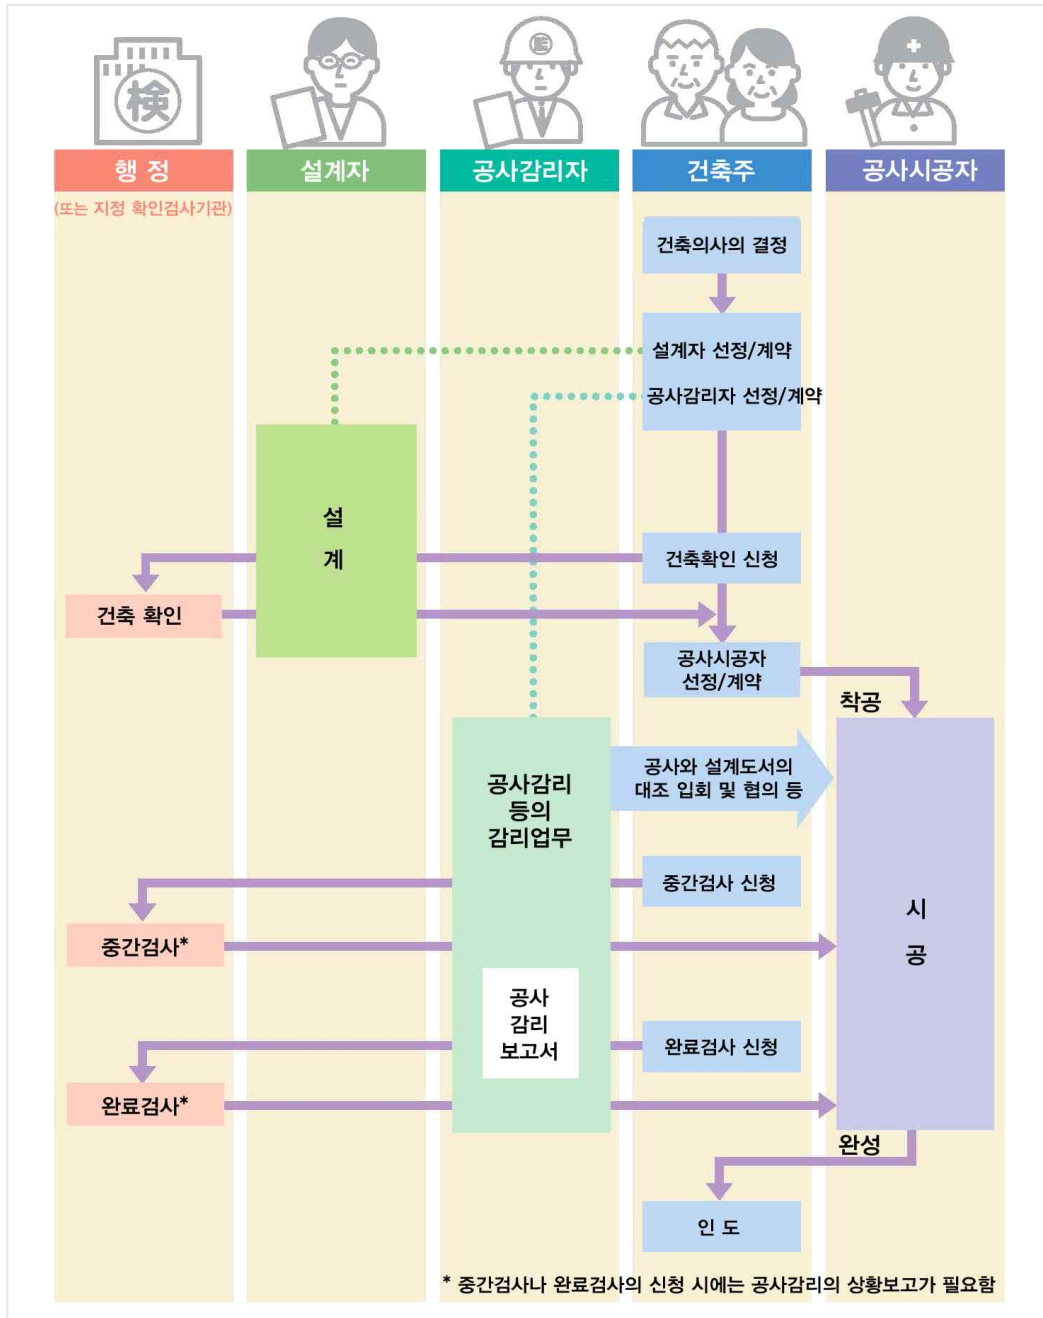 検
監
행 정
설계자
공사감리자
건축주
공사시공자
(또는 지정 확인검사기관)
건축의사의 결정
설계자 선정/계약
공사감리자 선정/계약
설
계
건축확인 신청
건축 확인
공사시공자
선정/계약
착공
공사감리
등의
감리업무
공사와 설계도서의
대조 입회 및 협의 등
중간검사 신청
시
공
중간검사*
공사
감리
보고서
완료검사 신청
완료검사*
완성
인 도
* 중간검사나 완료검사의 신청 시에는 공사감리의 상황보고가 필요함